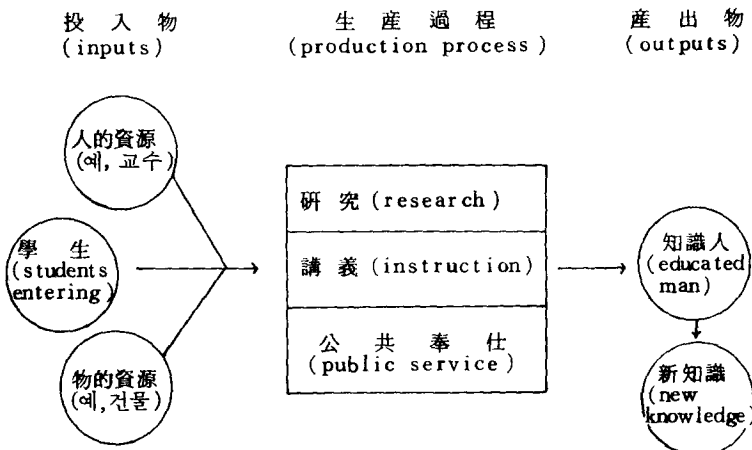 投入物
(inputs)
生産過程
(production process)
産出物
(outputs)
人的資源
(예, 교수)
學生
(students
entering)
物的資源
(예,건물)
硏究(research)
講義(instruction)
公共奉仕
(public service)
知識人
(educated
man)
新知識
(new
knowledge)